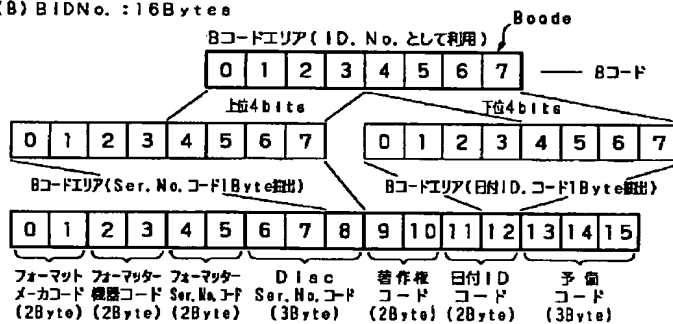 (B) BIDNo. :16Bytes
Bcode
Bコードエリア(ID. No. として利用)
0 1 2 3 4 5 6 7
Bコード
上位4bits 下位4bits
0 1 2 3 4 5 6 7 0 1 2 3 4 5 6 7
Bコードエリア(Ser. No. コード1Byte抽出) Bコードエリア(日付ID. コード1Byte抽出)
0 1 2 3 4 5 6 7 8 9 10 11 12 13 14 15
フォーマット フォーマッター フォーマッター Disc 著作権 日付ID 予備
メーカコード 機器コード Ser. No. コード Ser. No. コード コード コード コード
(2Byte) (2Byte) (2Byte) (3Byte) (2Byte) (2Byte) (3Byte)